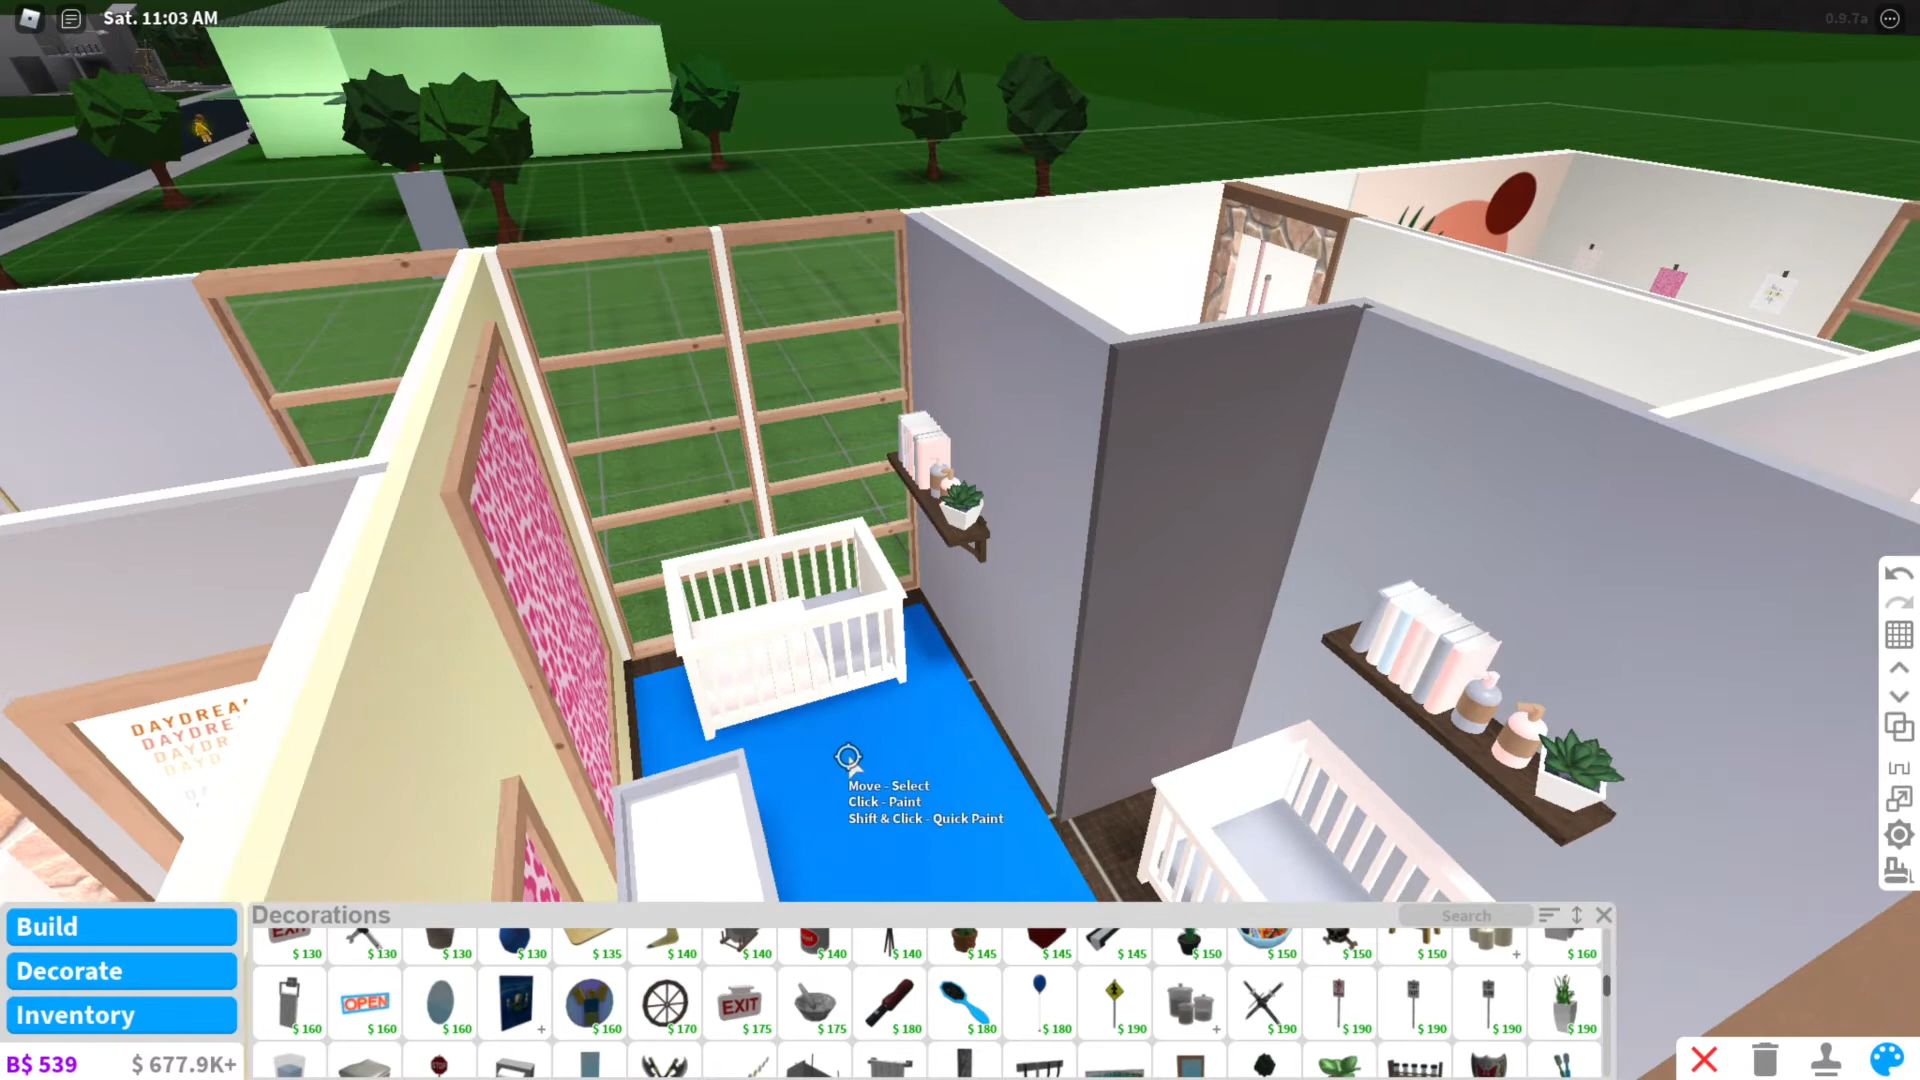 Sat. 11:03 AM
0.9.7a
DAYDREA
DAYDRE
DAYDR
DAYD
Move - Select
Click - Paint
Shift & Click - Quick Paint
Build
Decorate
Inventory
B$ 539
$ 677.9K+
Decorations
Search
EXIT
$ 130
$ 130
$ 130
$ 130
$ 135
$ 140
$ 140
$ 140
$ 140
$ 145
$ 145
$ 145
$ 150
$ 150
$ 150
$ 150
+
$ 160
OPEN
EXIT
$ 160
$ 160
$ 160
+
$ 160
$ 170
$ 175
$ 175
$ 180
$ 180
$ 180
$ 190
+
$ 190
$ 190
$ 190
$ 190
$ 190
STOP